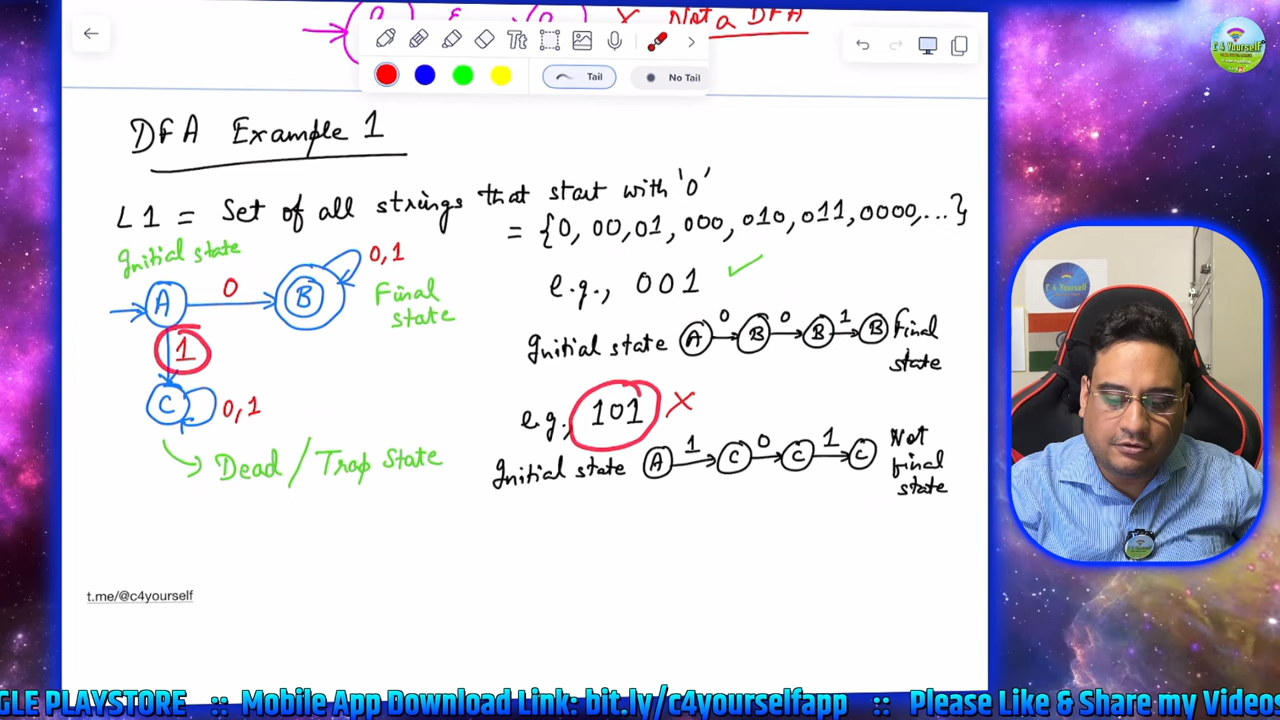 Not a DFA
Tt
Tail
No Tail
C 4 Yourself
DFA Example 1
L1 = Set of all strings that start with '0'
= {0, 00, 01, 000, 010, 011, 0000, ...}
Initial state
A
0
B
0,1
Final
state
1
C
0,1
Dead / Trap State
e.g., 001 ✓
Initial state A 0 B 0 B 1 B Final
state
e.g., 101 ✗
Initial state A 1 C 0 C 1 C Not
final
state
t.me/@c4yourself
GLE PLAYSTORE :: Mobile App Download Link: bit.ly/c4yourselfapp :: Please Like & Share my Videos